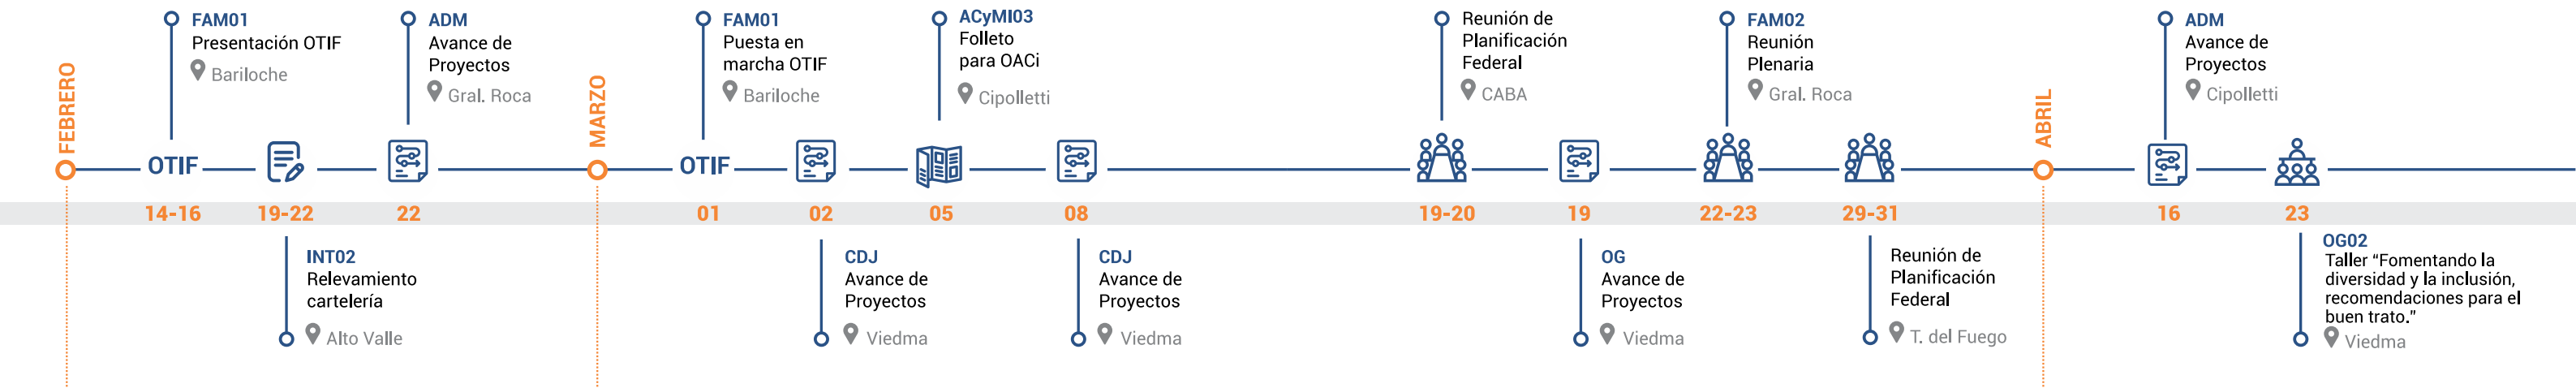 FEBRERO
FAM01
Presentación OTIF
Bariloche
OTIF
14-16
19-22
INT02
Relevamiento
cartelería
Alto Valle
ADM
Avance de
Proyectos
Gral. Roca
22
MARZO
FAM01
Puesta en
marcha OTIF
Bariloche
OTIF
01
02
CDJ
Avance de
Proyectos
Viedma
ACyMI03
Folleto
para OACi
Cipolletti
05
08
CDJ
Avance de
Proyectos
Viedma
Reunión de
Planificación
Federal
CABA
19-20
19
OG
Avance de
Proyectos
Viedma
FAM02
Reunión
Plenaria
Gral. Roca
22-23
29-31
Reunión de
Planificación
Federal
T. del Fuego
ABRIL
ADM
Avance de
Proyectos
Cipolletti
16
23
OG02
Taller “Fomentando la
diversidad y la inclusión,
recomendaciones para el
buen trato.”
Viedma